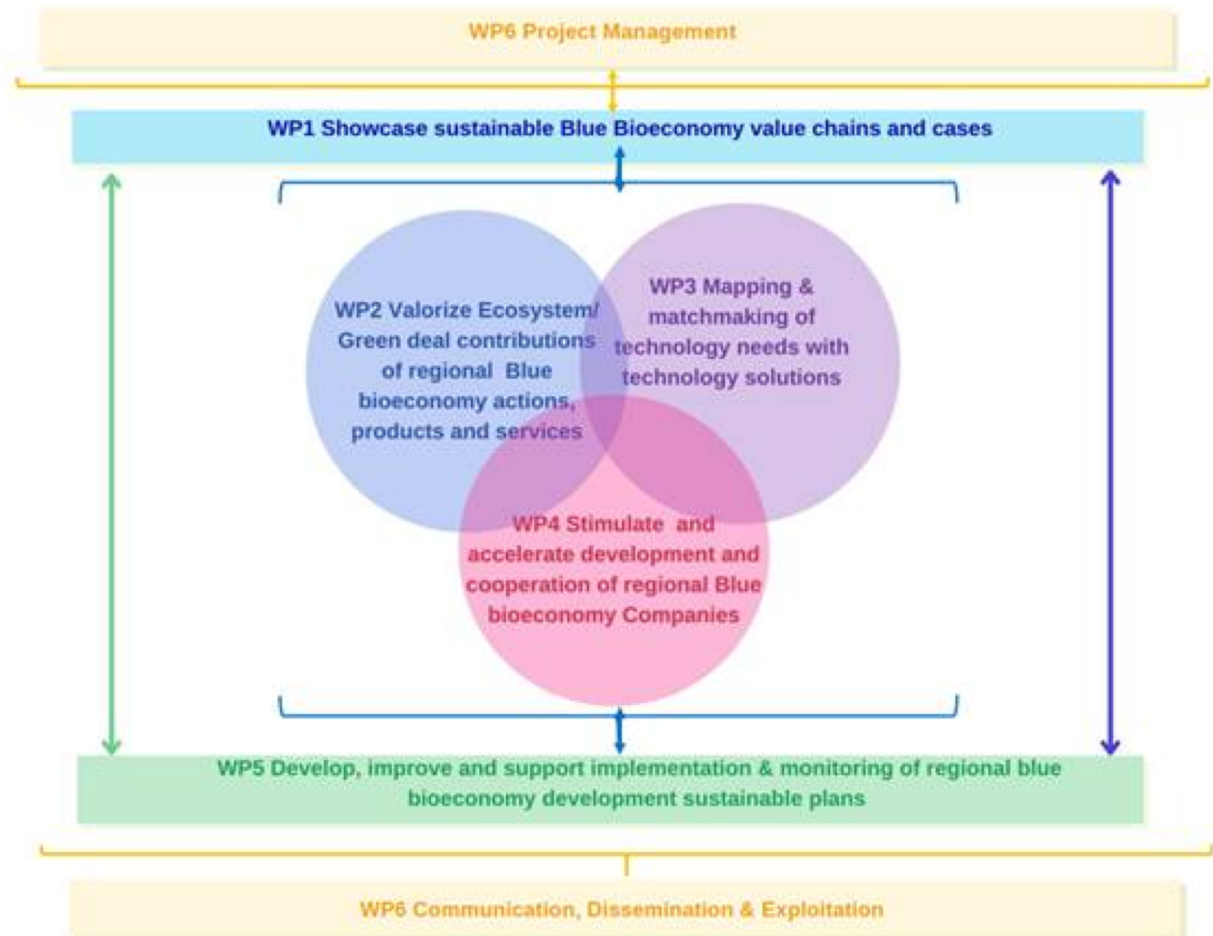 WP6 Project Management
WP1 Showcase sustainable Blue Bioeconomy value chains and cases
WP2 Valorize Ecosystem/
Green deal contributions
of regional Blue
bioeconomy actions,
products and services
WP3 Mapping &
matchmaking of
technology needs with
technology solutions
WP4 Stimulate and
accelerate development and
cooperation of regional Blue
bioeconomy Companies
WP5 Develop, improve and support implementation & monitoring of regional blue
bioeconomy development sustainable plans
WP6 Communication, Dissemination & Exploitation